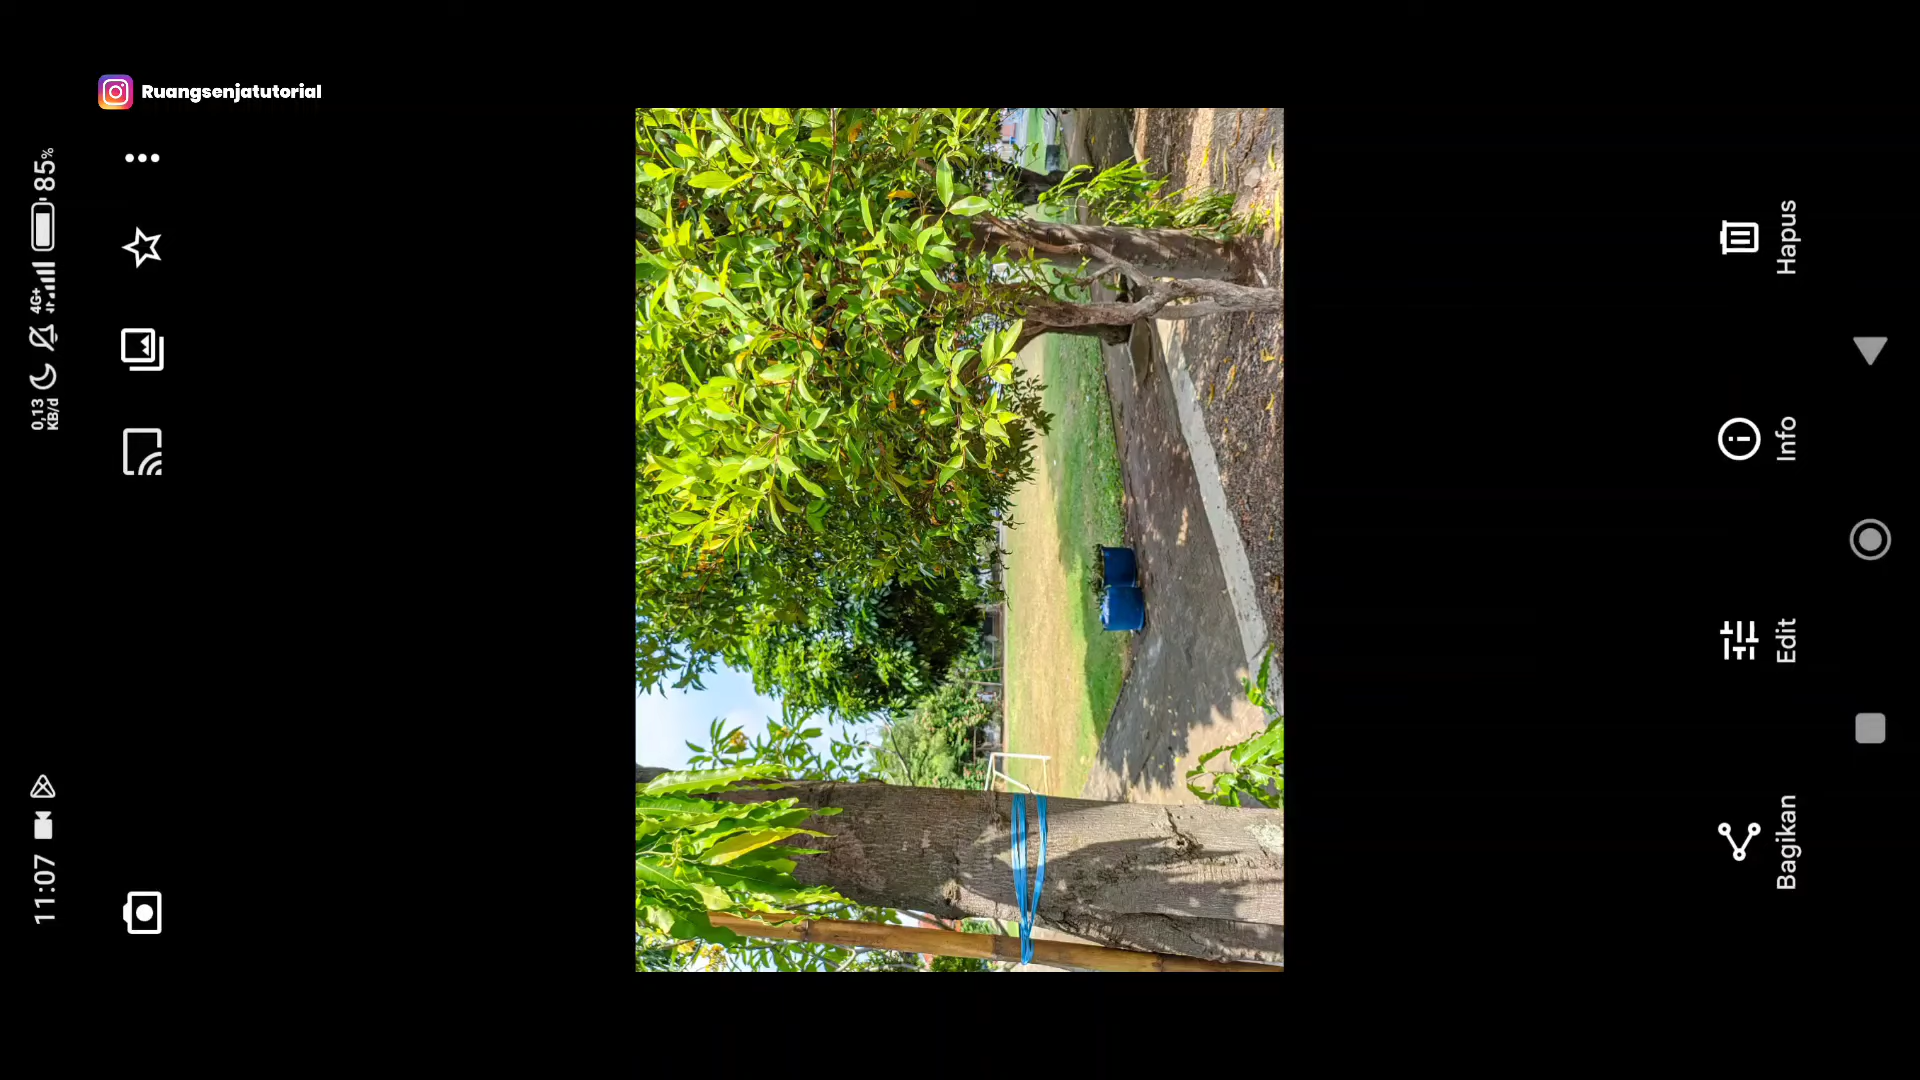 Ruangsenjatutorial
11:07
0,13 KB/d
4G+
85%
Bagikan
Edit
Info
Hapus